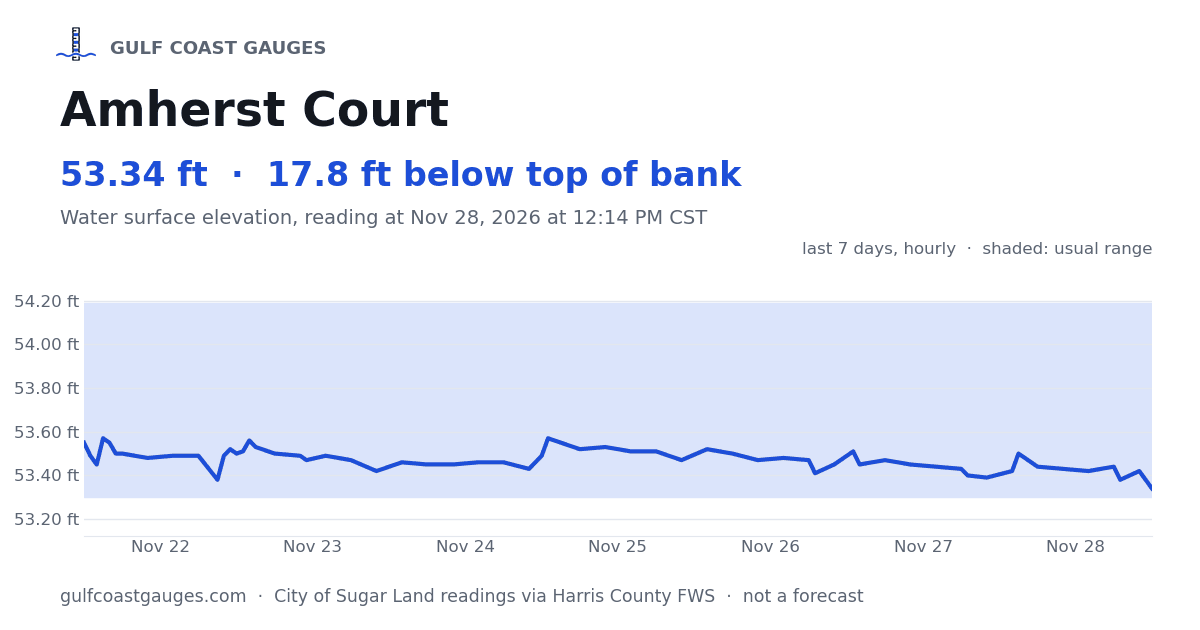 GULF COAST GAUGES
Amherst Court
53.34 ft · 17.8 ft below top of bank
Water surface elevation, reading at Nov 28, 2026 at 12:14 PM CST
last 7 days, hourly · shaded: usual range
54.20 ft
54.00 ft
53.80 ft
53.60 ft
53.40 ft
53.20 ft
Nov 22 Nov 23 Nov 24 Nov 25 Nov 26 Nov 27 Nov 28
gulfcoastgauges.com · City of Sugar Land readings via Harris County FWS · not a forecast